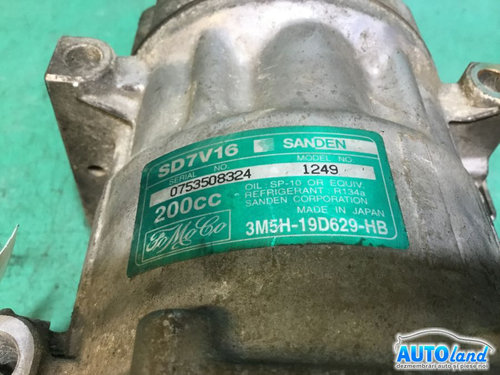 SD7V16 SANDEN
SERIAL NO. MODEL NO.
0753508324 1249
200cc OIL: SP-10 OR EQUIV.
REFRIGERANT R134a
SANDEN CORPORATION
MADE IN JAPAN
FoMoCo 3M5H-19D629-HB
AUTOland
dezmembrări auto și piese noi